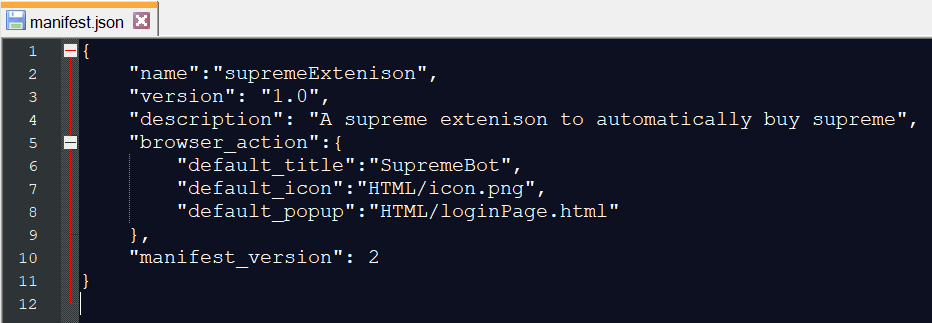 manifest.json
1 {
2 "name":"supremeExtenison",
3 "version": "1.0",
4 "description": "A supreme extenison to automatically buy supreme",
5 "browser_action":{
6 "default_title":"SupremeBot",
7 "default_icon":"HTML/icon.png",
8 "default_popup":"HTML/loginPage.html"
9 },
10 "manifest_version": 2
11 }
12